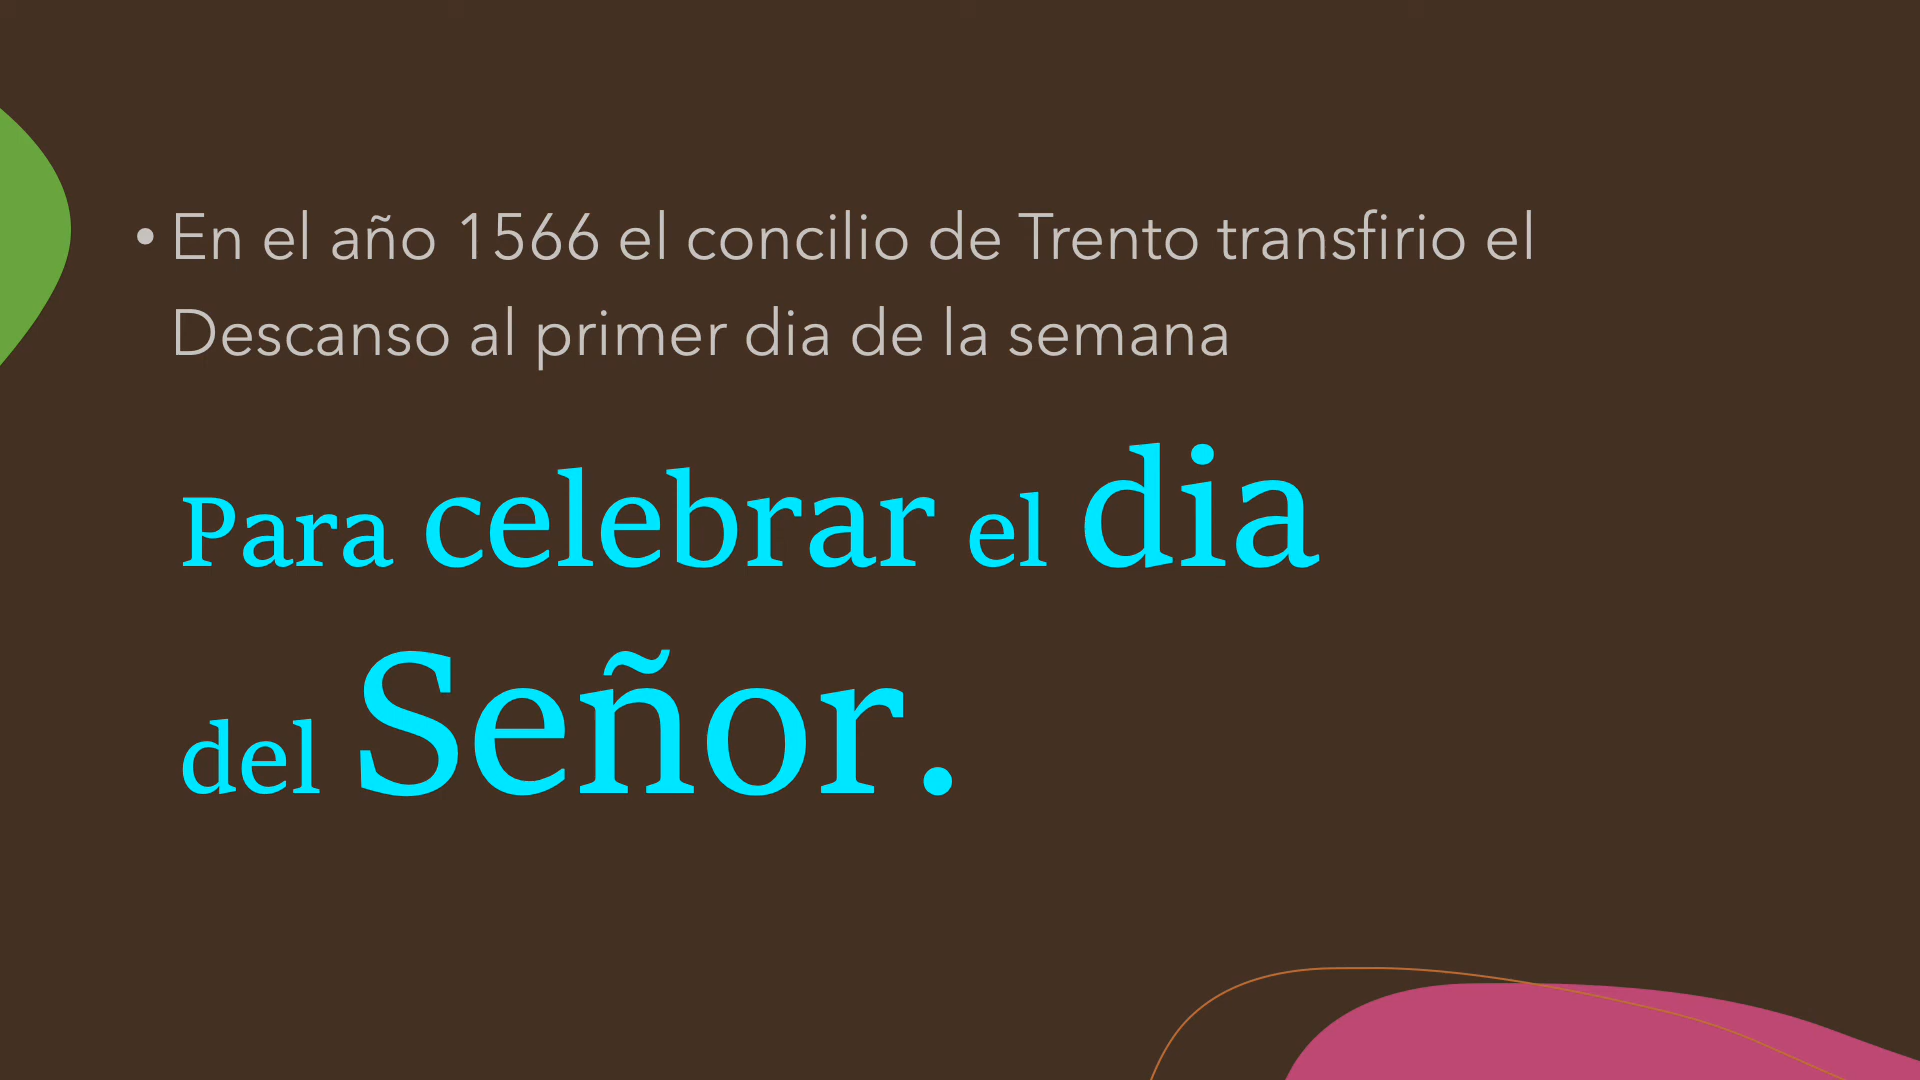 • En el año 1566 el concilio de Trento transfirio el
Descanso al primer dia de la semana
Para celebrar el dia
del Señor.